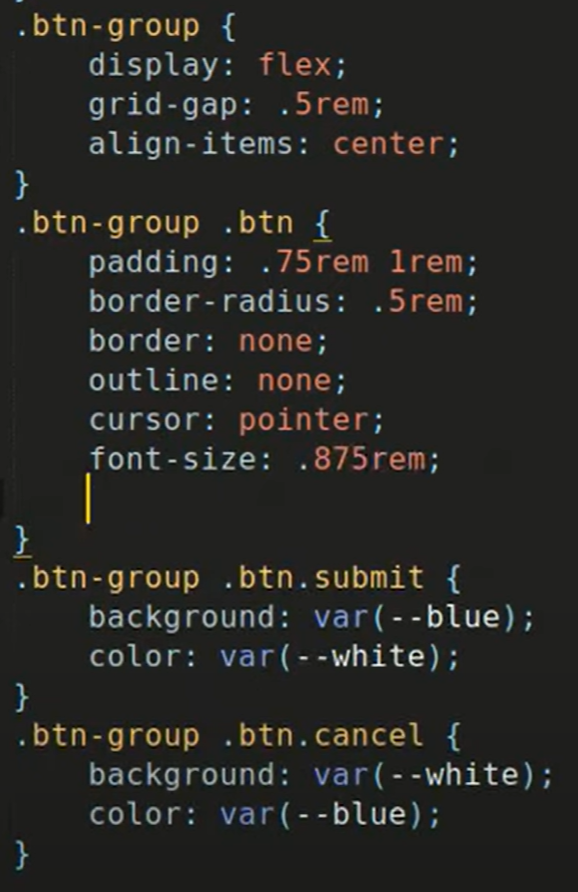 .btn-group {
    display: flex;
    grid-gap: .5rem;
    align-items: center;
}
.btn-group .btn {
    padding: .75rem 1rem;
    border-radius: .5rem;
    border: none;
    outline: none;
    cursor: pointer;
    font-size: .875rem;
}
.btn-group .btn.submit {
    background: var(--blue);
    color: var(--white);
}
.btn-group .btn.cancel {
    background: var(--white);
    color: var(--blue);
}